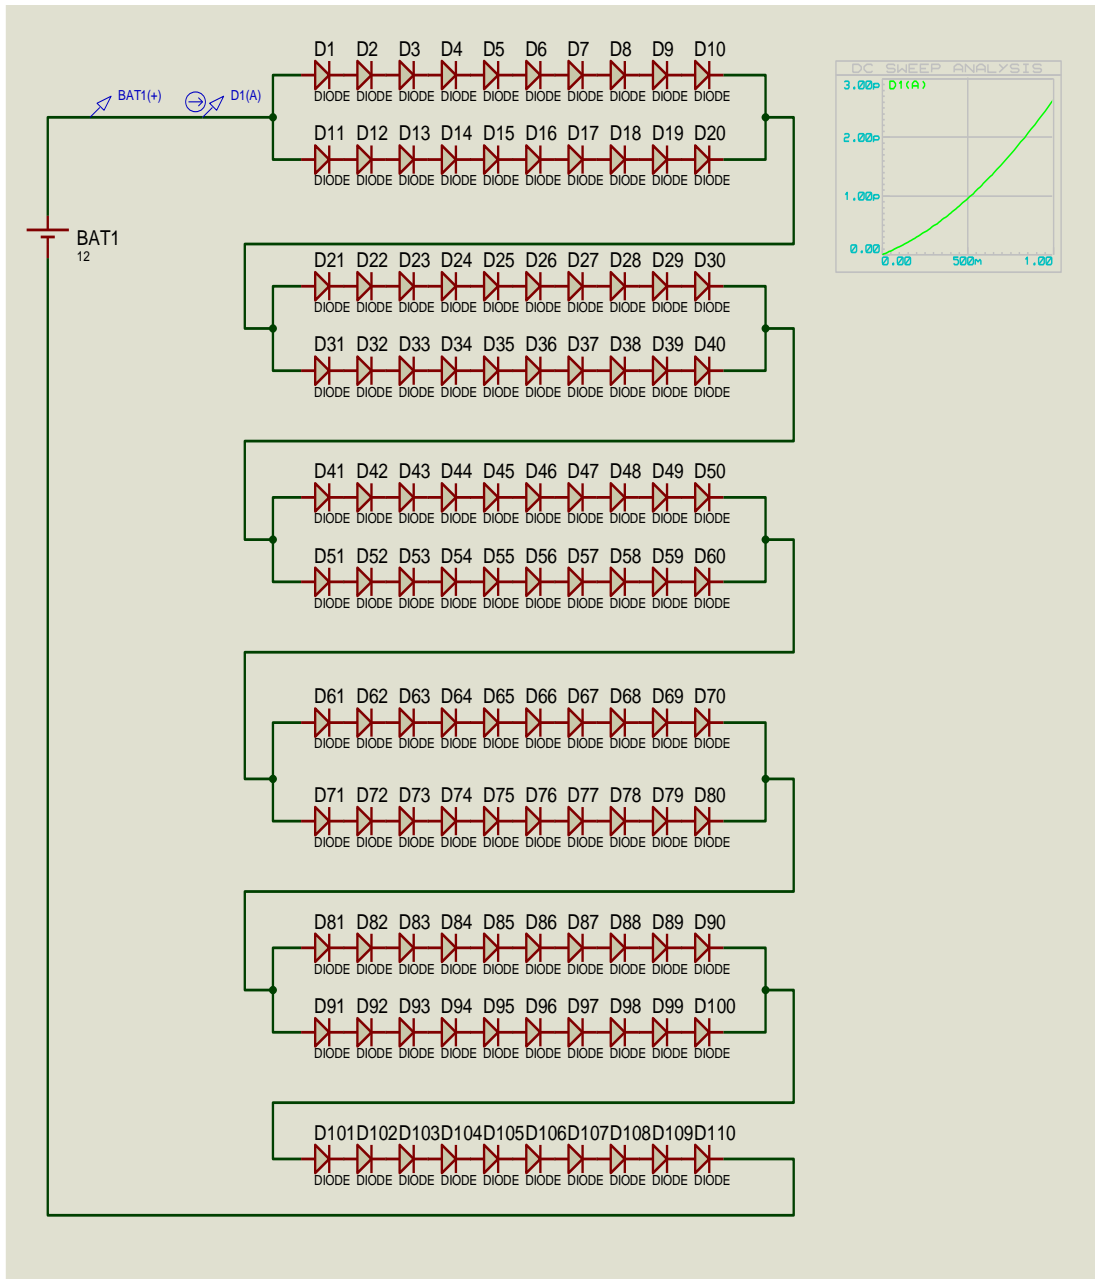 D1 D2 D3 D4 D5 D6 D7 D8 D9 D10
DIODE DIODE DIODE DIODE DIODE DIODE DIODE DIODE DIODE DIODE
DC SWEEP ANALYSIS
3.00p D1(A)
2.00p
1.00p
0.00
0.00 500m 1.00
BAT1(+) D1(A)
D11 D12 D13 D14 D15 D16 D17 D18 D19 D20
DIODE DIODE DIODE DIODE DIODE DIODE DIODE DIODE DIODE DIODE
BAT1
12
D21 D22 D23 D24 D25 D26 D27 D28 D29 D30
DIODE DIODE DIODE DIODE DIODE DIODE DIODE DIODE DIODE DIODE
D31 D32 D33 D34 D35 D36 D37 D38 D39 D40
DIODE DIODE DIODE DIODE DIODE DIODE DIODE DIODE DIODE DIODE
D41 D42 D43 D44 D45 D46 D47 D48 D49 D50
DIODE DIODE DIODE DIODE DIODE DIODE DIODE DIODE DIODE DIODE
D51 D52 D53 D54 D55 D56 D57 D58 D59 D60
DIODE DIODE DIODE DIODE DIODE DIODE DIODE DIODE DIODE DIODE
D61 D62 D63 D64 D65 D66 D67 D68 D69 D70
DIODE DIODE DIODE DIODE DIODE DIODE DIODE DIODE DIODE DIODE
D71 D72 D73 D74 D75 D76 D77 D78 D79 D80
DIODE DIODE DIODE DIODE DIODE DIODE DIODE DIODE DIODE DIODE
D81 D82 D83 D84 D85 D86 D87 D88 D89 D90
DIODE DIODE DIODE DIODE DIODE DIODE DIODE DIODE DIODE DIODE
D91 D92 D93 D94 D95 D96 D97 D98 D99 D100
DIODE DIODE DIODE DIODE DIODE DIODE DIODE DIODE DIODE DIODE
D101 D102 D103 D104 D105 D106 D107 D108 D109 D110
DIODE DIODE DIODE DIODE DIODE DIODE DIODE DIODE DIODE DIODE